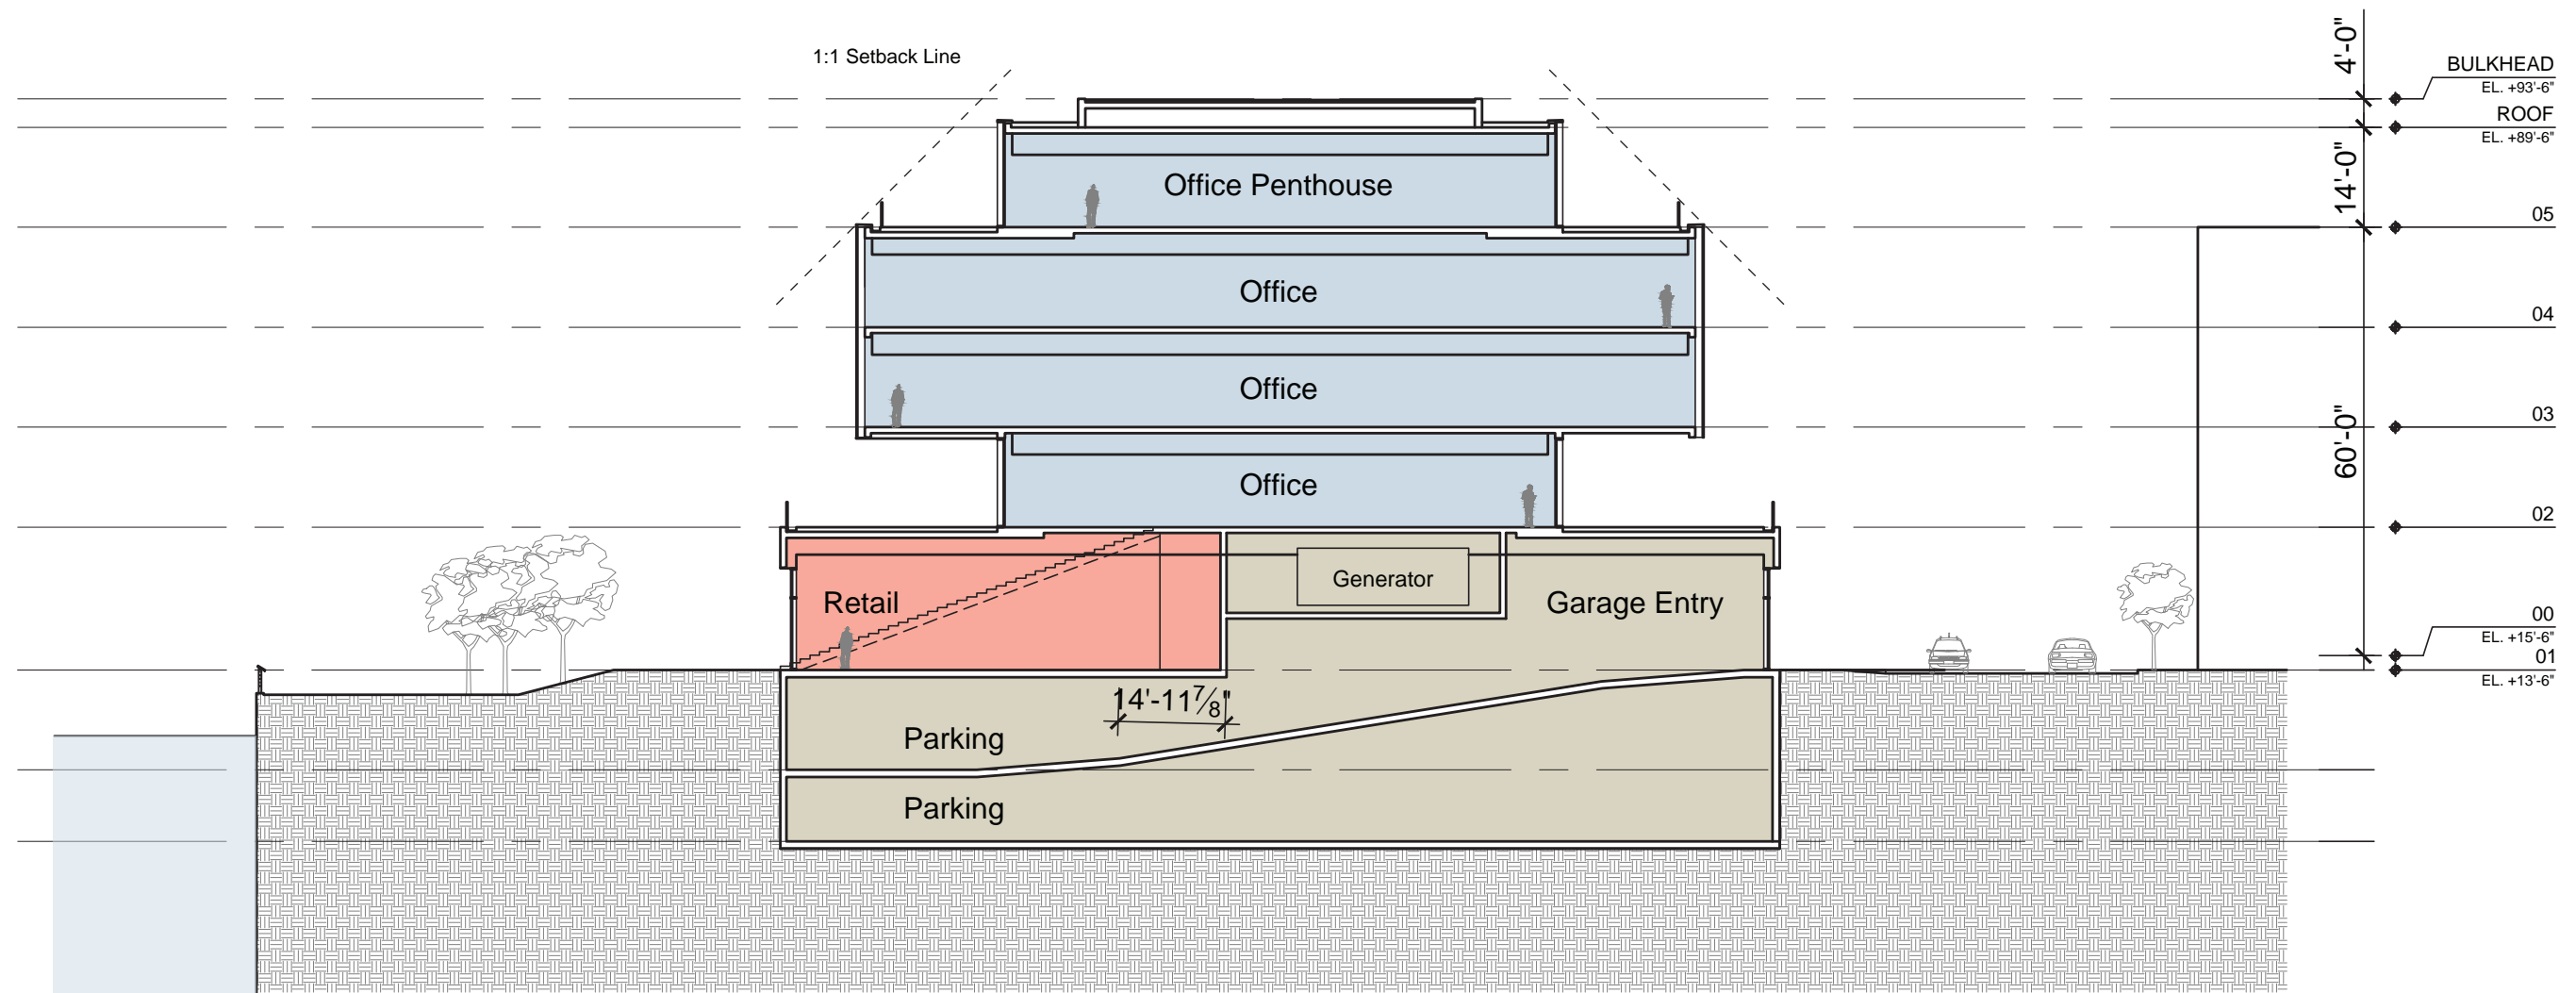 1:1 Setback Line
4'-0"
BULKHEAD
EL. +93'-6"
ROOF
EL. +89'-6"
14'-0"
Office Penthouse
05
Office
04
Office
03
60'-0"
Office
02
Generator
Retail
Garage Entry
00
EL. +15'-6"
01
EL. +13'-6"
14'-11⅞"
Parking
Parking